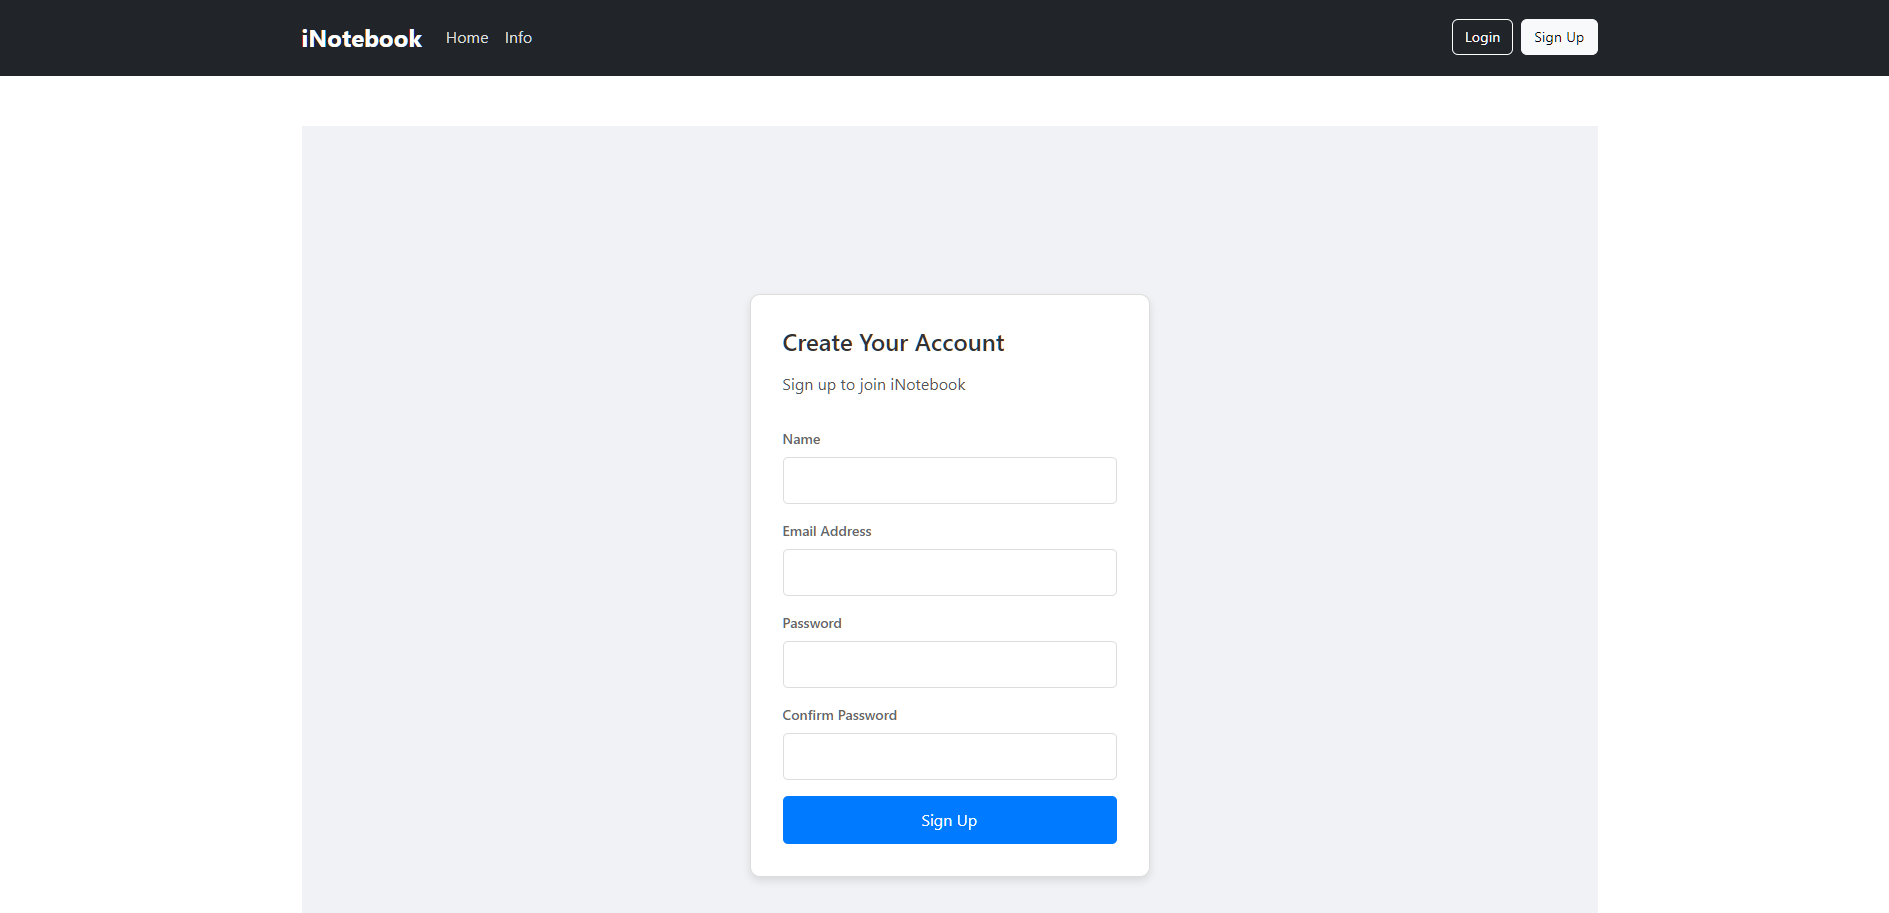 iNotebook Home Info Login Sign Up
Create Your Account
Sign up to join iNotebook
Name
Email Address
Password
Confirm Password
Sign Up